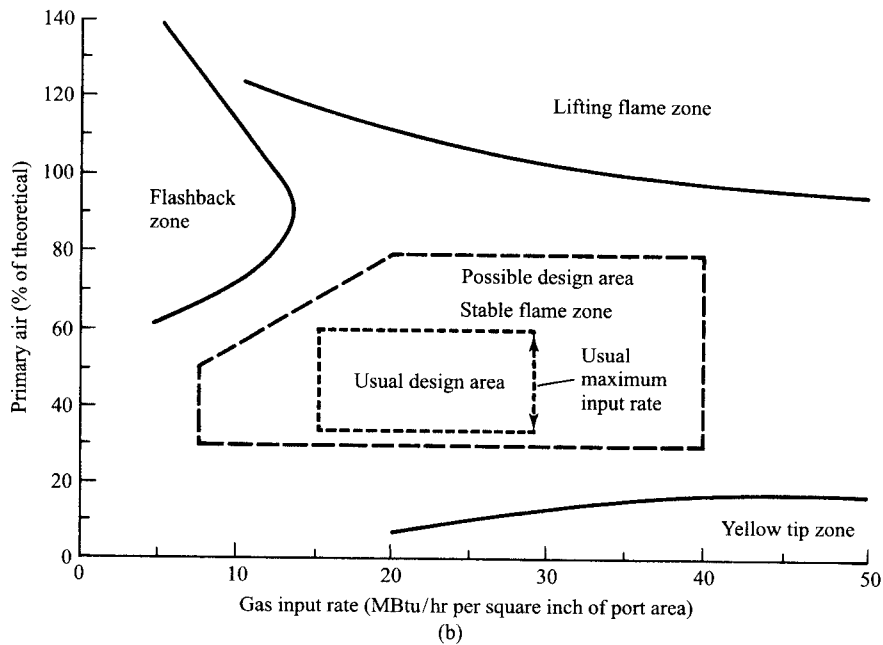 140
120
100
80
60
40
20
0
Primary air (% of theoretical)
Lifting flame zone
Flashback
zone
Possible design area
Stable flame zone
Usual design area
Usual
maximum
input rate
Yellow tip zone
0
10
20
30
40
50
Gas input rate (MBtu/hr per square inch of port area)
(b)